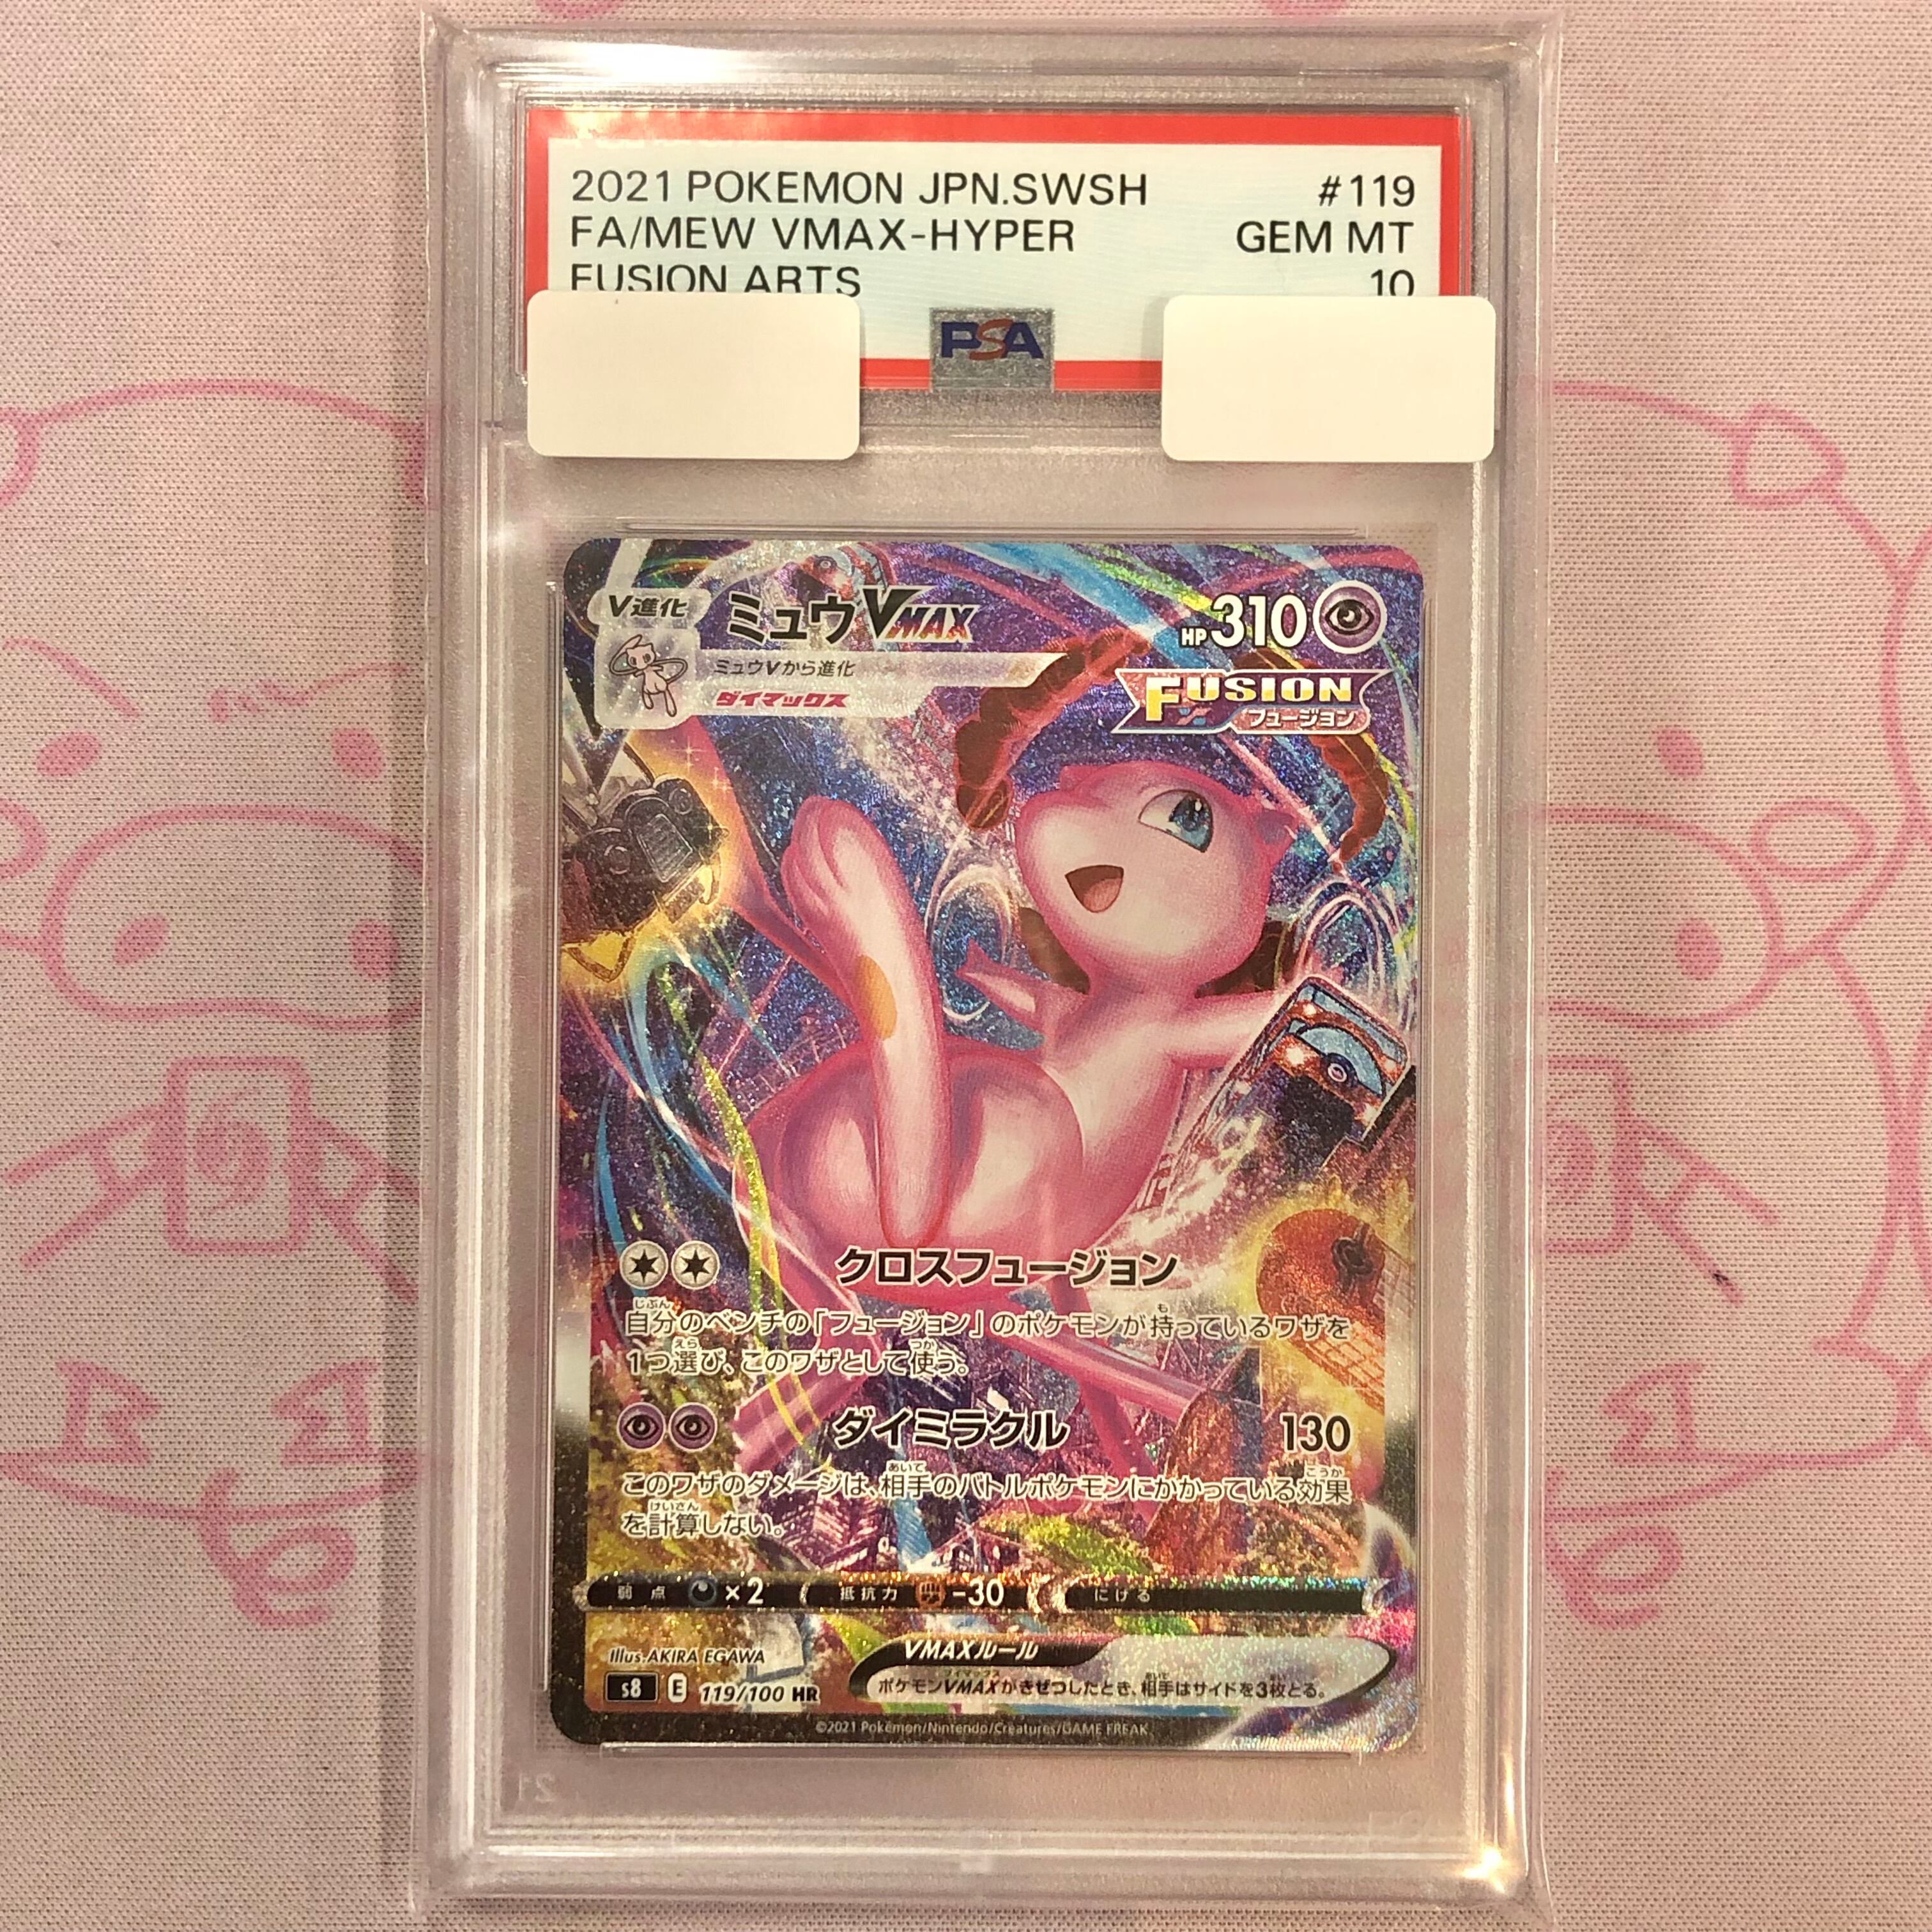 2021 POKEMON JPN.SWSH #119
FA/MEW VMAX-HYPER GEM MT
FUSION ARTS 10
PSA
V進化 ミュウVMAX HP310
ミュウVから進化
ダイマックス
FUSION
フュージョン
クロスフュージョン
自分のベンチの「フュージョン」のポケモンが持っているワザを
1つ選び、このワザとして使う。
ダイミラクル 130
このワザのダメージは、相手のバトルポケモンにかかっている効果
を計算しない。
弱点 ×2 抵抗力 -30 にげる
Illus.AKIRA EGAWA
VMAXルール
s8 E 119/100 HR
ポケモンVMAXがきぜつしたとき、相手はサイドを3枚とる。
©2021 Pokémon/Nintendo/Creatures/GAME FREAK